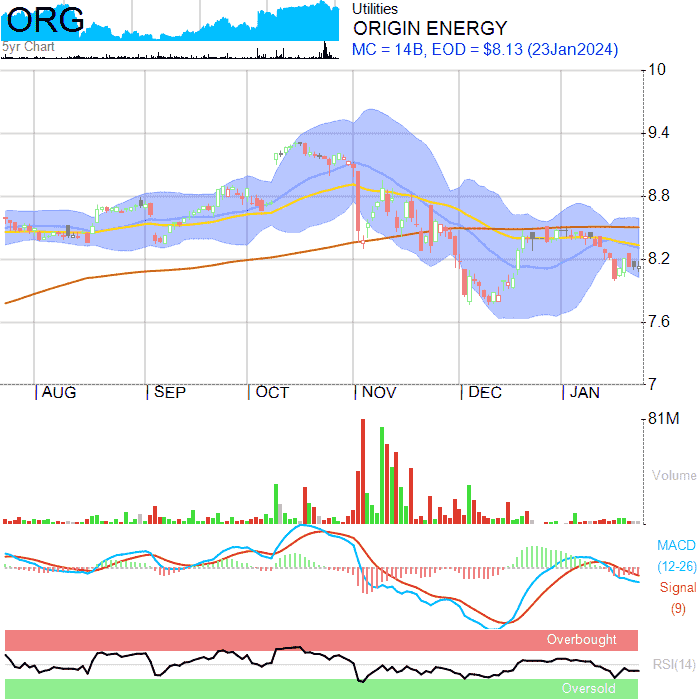 ORG
5yr Chart
Utilities
ORIGIN ENERGY
MC = 14B, EOD = $8.13 (23Jan2024)
10
9.4
8.8
8.2
7.6
7
AUG SEP OCT NOV DEC JAN
81M
Volume
MACD
(12-26)
Signal
(9)
Overbought
RSI(14)
Oversold